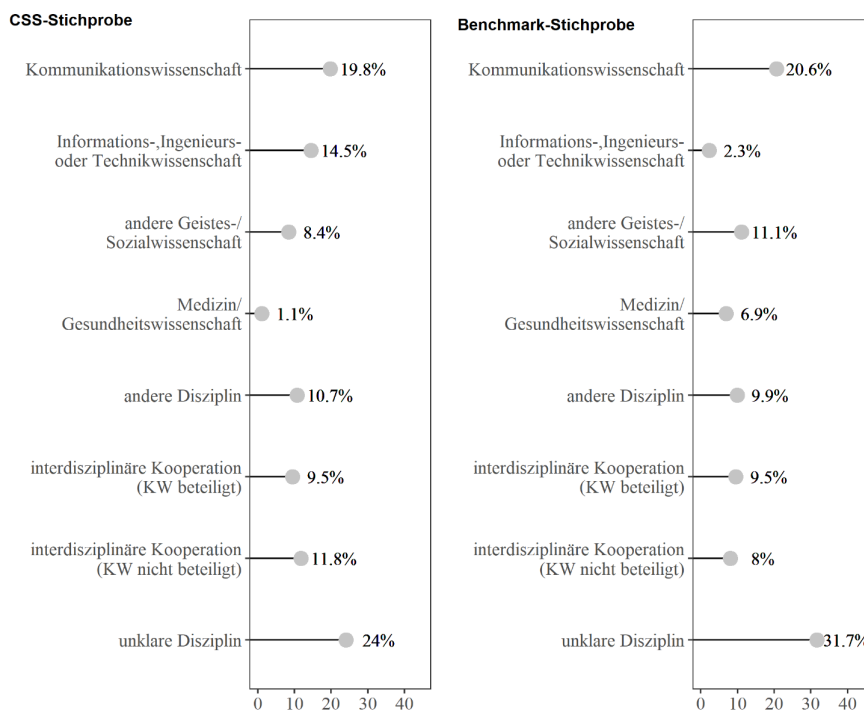 CSS-Stichprobe
Kommunikationswissenschaft
19.8%
Informations-,Ingenieurs-
oder Technikwissenschaft
14.5%
andere Geistes-/
Sozialwissenschaft
8.4%
Medizin/
Gesundheitswissenschaft
1.1%
andere Disziplin
10.7%
interdisziplinäre Kooperation
(KW beteiligt)
9.5%
interdisziplinäre Kooperation
(KW nicht beteiligt)
11.8%
unklare Disziplin
24%
0 10 20 30 40
Benchmark-Stichprobe
Kommunikationswissenschaft
20.6%
Informations-,Ingenieurs-
oder Technikwissenschaft
2.3%
andere Geistes-/
Sozialwissenschaft
11.1%
Medizin/
Gesundheitswissenschaft
6.9%
andere Disziplin
9.9%
interdisziplinäre Kooperation
(KW beteiligt)
9.5%
interdisziplinäre Kooperation
(KW nicht beteiligt)
8%
unklare Disziplin
31.7%
0 10 20 30 40